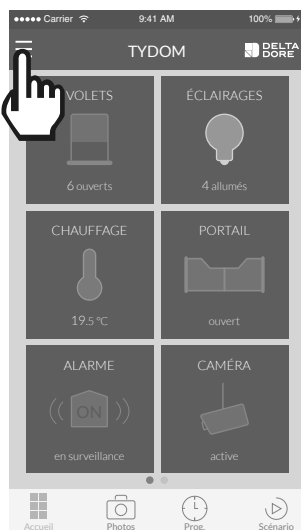 Carrier 9:41 AM 100%
TYDOM DELTA DORE
VOLETS ÉCLAIRAGES
6 ouverts 4 allumés
CHAUFFAGE PORTAIL
19.5 °C ouvert
ALARME CAMÉRA
ON
en surveillance active
Accueil Photos Prog. Scénario